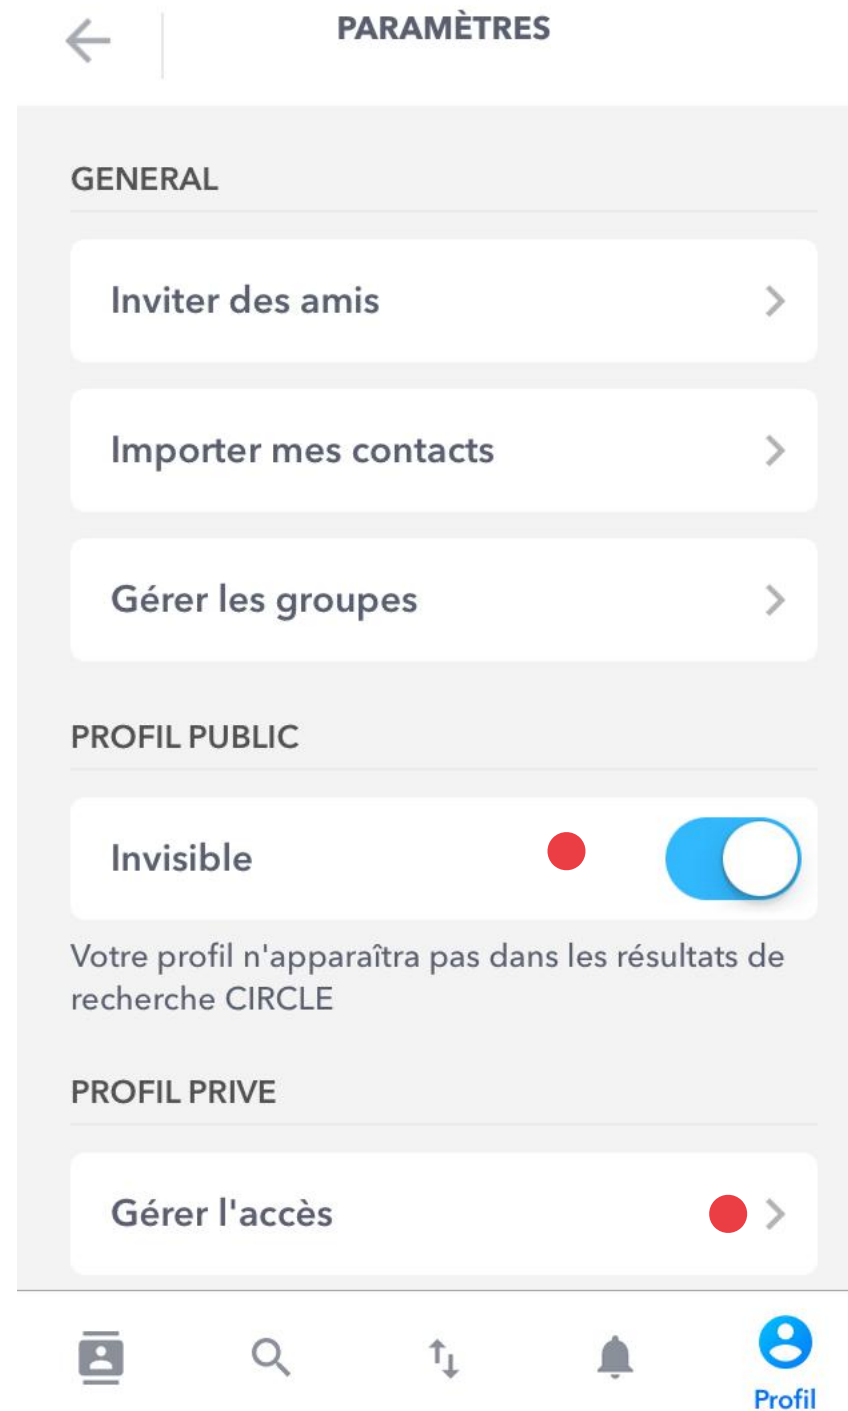 PARAMÈTRES
GENERAL
Inviter des amis
Importer mes contacts
Gérer les groupes
PROFIL PUBLIC
Invisible
Votre profil n'apparaîtra pas dans les résultats de
recherche CIRCLE
PROFIL PRIVE
Gérer l'accès
Profil